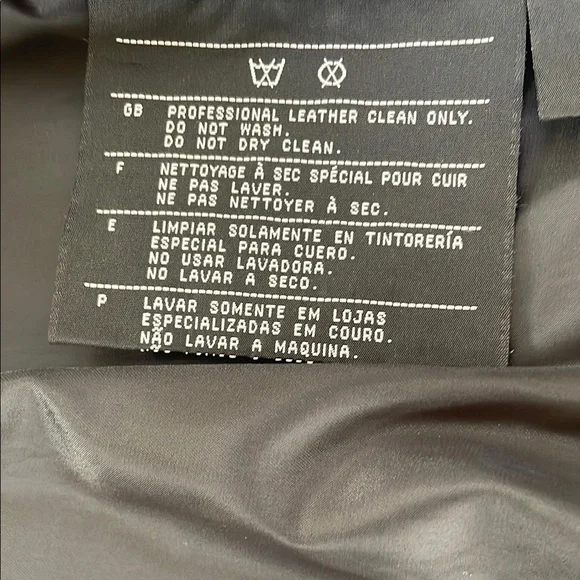 GB PROFESSIONAL LEATHER CLEAN ONLY.
DO NOT WASH.
DO NOT DRY CLEAN.
F NETTOYAGE À SEC SPÉCIAL POUR CUIR
NE PAS LAVER.
NE PAS NETTOYER À SEC.
E LIMPIAR SOLAMENTE EN TINTORERÍA
ESPECIAL PARA CUERO.
NO USAR LAVADORA.
NO LAVAR A SECO.
P LAVAR SOMENTE EM LOJAS
ESPECIALIZADAS EM COURO.
NÃO LAVAR A MAQUINA.